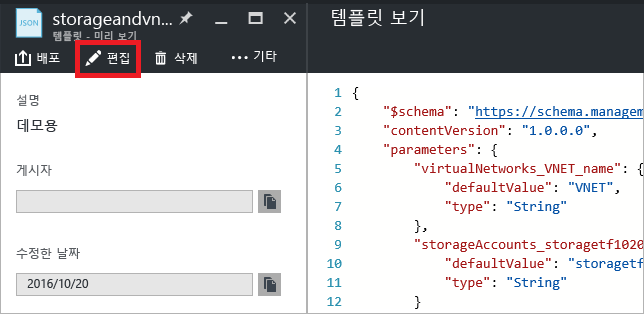 JSON
storageandvn...
템플릿 - 미리 보기
배포
편집
삭제
... 기타
설명
데모용
게시자
수정한 날짜
2016/10/20
템플릿 보기
1 {
2 "$schema": "https://schema.managem
3 "contentVersion": "1.0.0.0",
4 "parameters": {
5 "virtualNetworks_VNET_name": {
6 "defaultValue": "VNET",
7 "type": "String"
8 },
9 "storageAccounts_storagetf1020
10 "defaultValue": "storagetf
11 "type": "String"
12 }